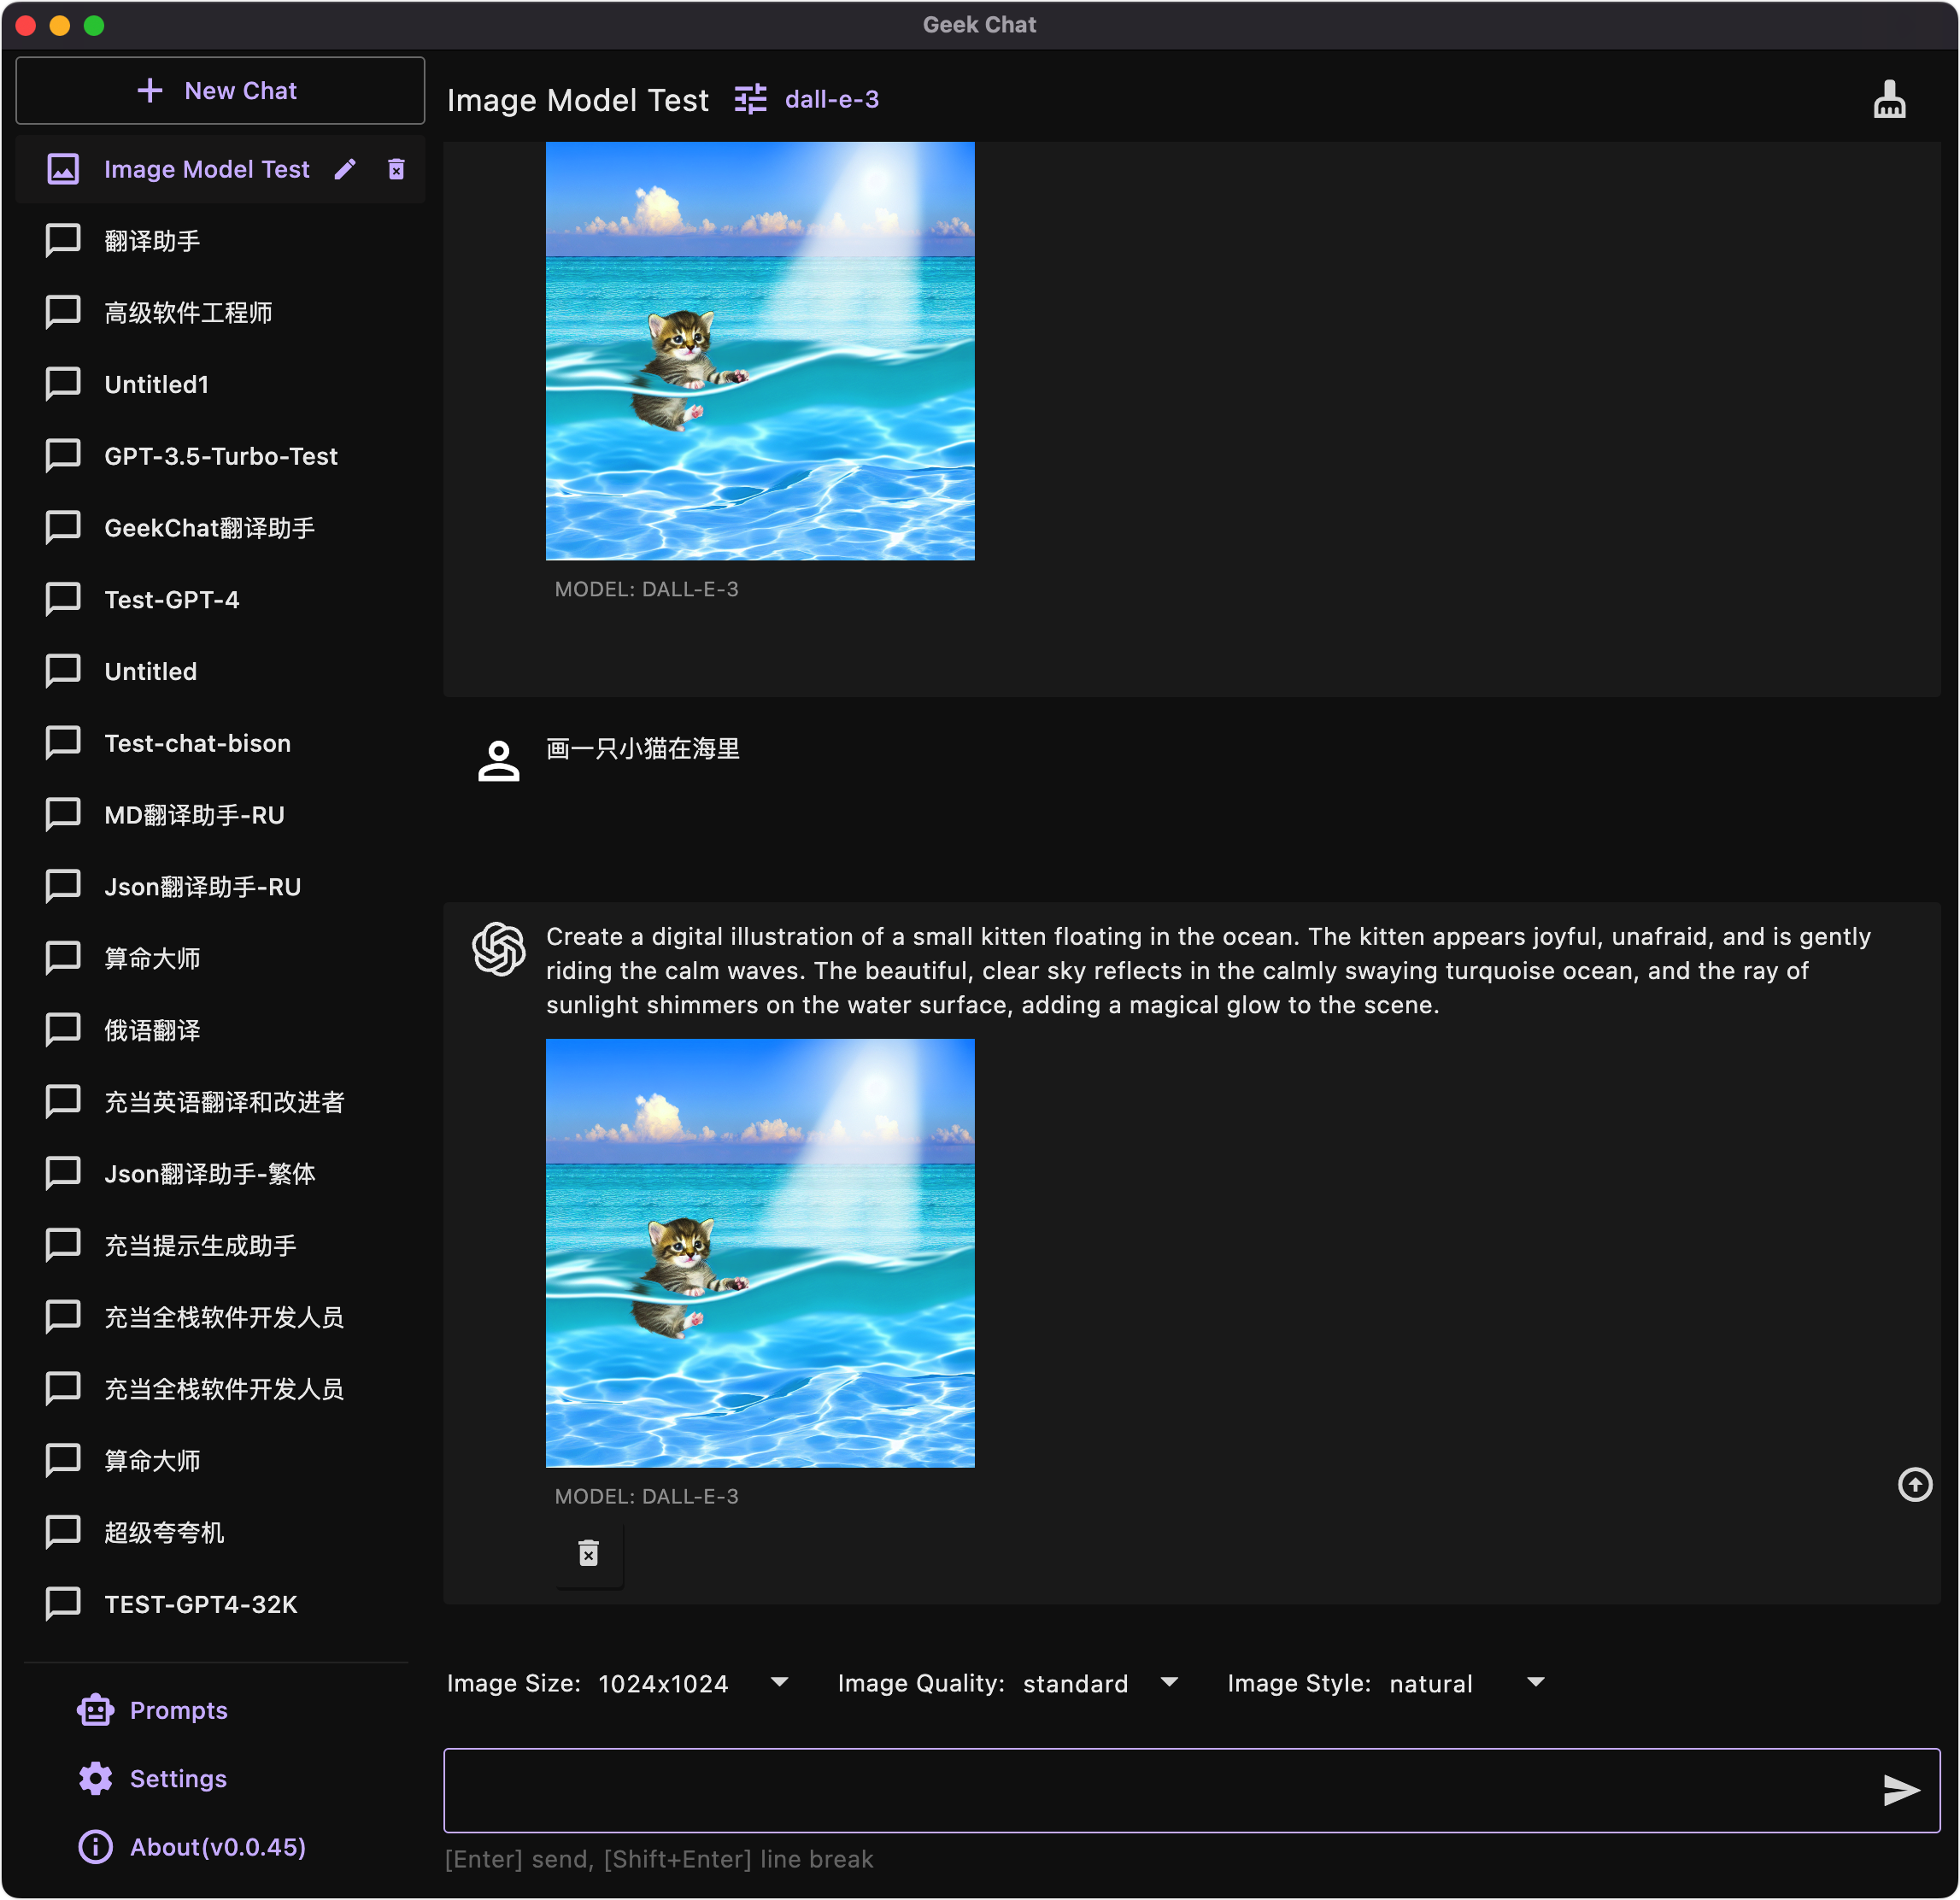 Geek Chat
New Chat
Image Model Test
翻译助手
高级软件工程师
Untitled1
GPT-3.5-Turbo-Test
GeekChat翻译助手
Test-GPT-4
Untitled
Test-chat-bison
MD翻译助手-RU
Json翻译助手-RU
算命大师
俄语翻译
充当英语翻译和改进者
Json翻译助手-繁体
充当提示生成助手
充当全栈软件开发人员
充当全栈软件开发人员
算命大师
超级夸夸机
TEST-GPT4-32K
Prompts
Settings
About(v0.0.45)
Image Model Test dall-e-3
MODEL: DALL-E-3
画一只小猫在海里
Create a digital illustration of a small kitten floating in the ocean. The kitten appears joyful, unafraid, and is gently
riding the calm waves. The beautiful, clear sky reflects in the calmly swaying turquoise ocean, and the ray of
sunlight shimmers on the water surface, adding a magical glow to the scene.
MODEL: DALL-E-3
Image Size: 1024x1024 Image Quality: standard Image Style: natural
[Enter] send, [Shift+Enter] line break